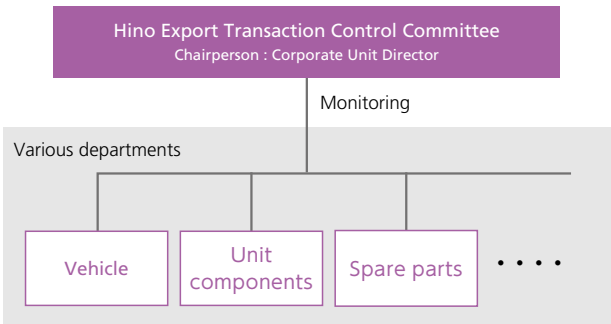 Hino Export Transaction Control Committee
Chairperson : Corporate Unit Director
Monitoring
Various departments
Vehicle
Unit
components
Spare parts
• • • •